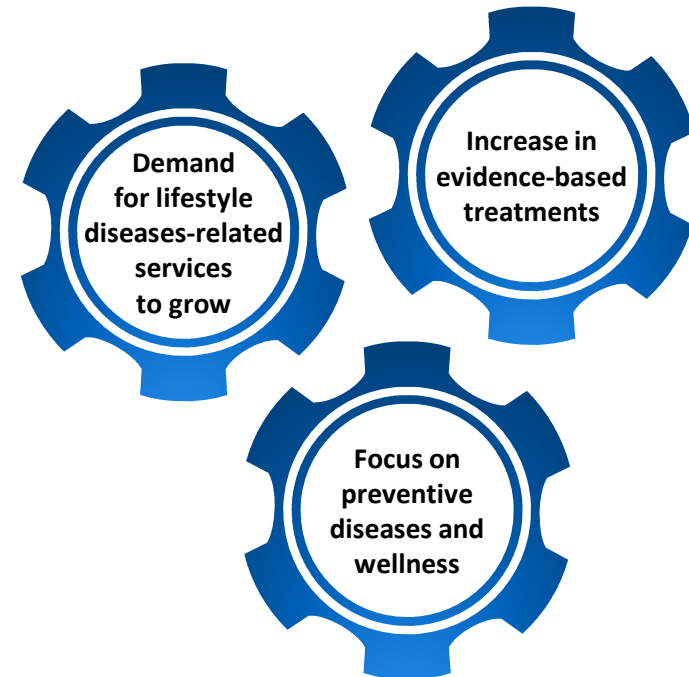 Demand
for lifestyle
diseases-related
services
to grow
Increase in
evidence-based
treatments
Focus on
preventive
diseases and
wellness